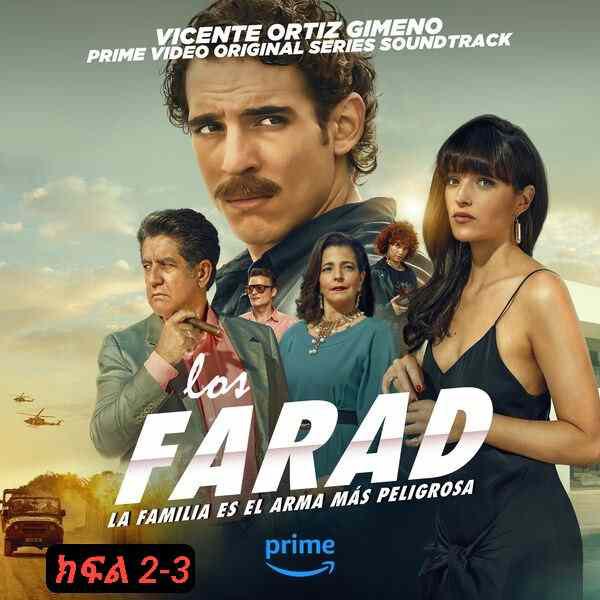 VICENTE ORTIZ GIMENO
PRIME VIDEO ORIGINAL SERIES SOUNDTRACK
los
FARAD
LA FAMILIA ES EL ARMA MÁS PELIGROSA
prime
ክፍል 2-3